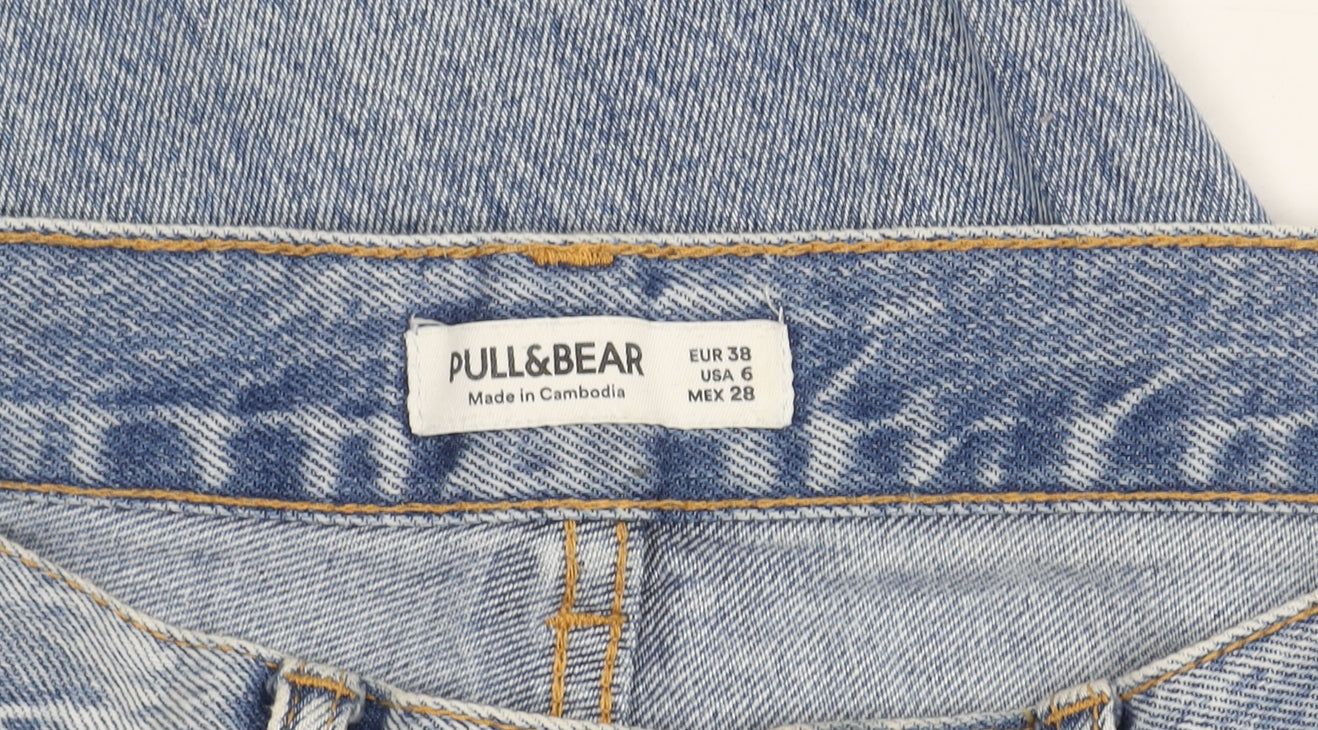 PULL&BEAR
Made in Cambodia
EUR 38
USA 6
MEX 28